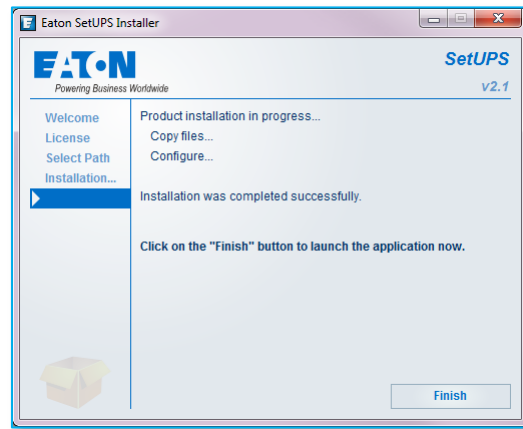 Eaton SetUPS Installer
EATON
Powering Business Worldwide
SetUPS
v2.1
Welcome
License
Select Path
Installation...
Product installation in progress...
Copy files...
Configure...
Installation was completed successfully.
Click on the "Finish" button to launch the application now.
Finish